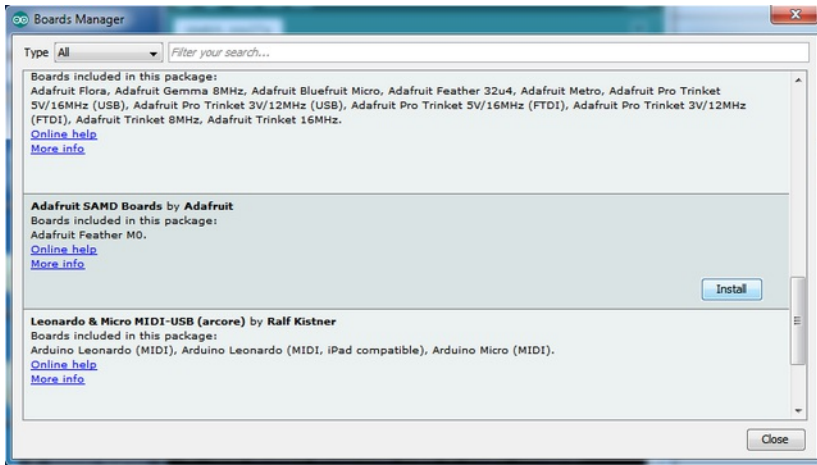 Boards Manager
Type All Filter your search...
Boards included in this package:
Adafruit Flora, Adafruit Gemma 8MHz, Adafruit Bluefruit Micro, Adafruit Feather 32u4, Adafruit Metro, Adafruit Pro Trinket
5V/16MHz (USB), Adafruit Pro Trinket 3V/12MHz (USB), Adafruit Pro Trinket 5V/16MHz (FTDI), Adafruit Pro Trinket 3V/12MHz
(FTDI), Adafruit Trinket 8MHz, Adafruit Trinket 16MHz.
Online help
More info
Adafruit SAMD Boards by Adafruit
Boards included in this package:
Adafruit Feather M0.
Online help
More info
Install
Leonardo & Micro MIDI-USB (arcore) by Ralf Kistner
Boards included in this package:
Arduino Leonardo (MIDI), Arduino Leonardo (MIDI, iPad compatible), Arduino Micro (MIDI).
Online help
More info
Close